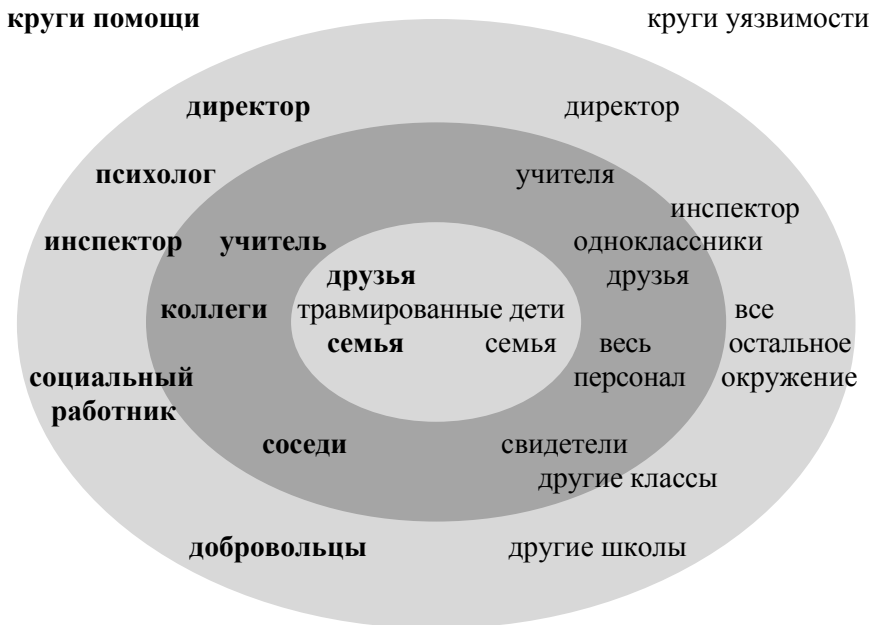 круги помощи круги уязвимости
директор директор
психолог учителя
инспектор
инспектор учитель одноклассники
друзья друзья
коллеги травмированные дети все
семья семья весь остальное
социальный персонал окружение
работник
соседи свидетели
другие классы
добровольцы другие школы